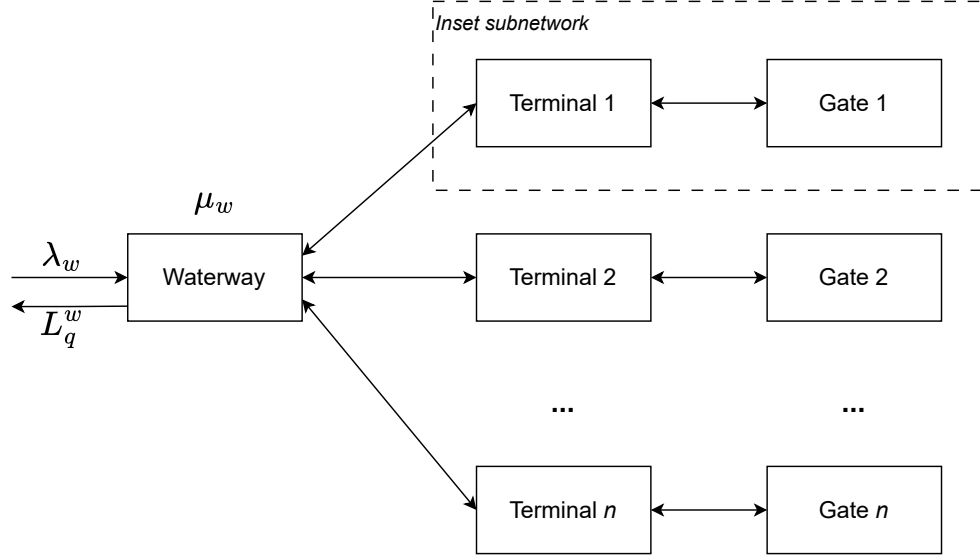 Inset subnetwork
Terminal 1
Gate 1
μ_w
λ_w
Waterway
Terminal 2
Gate 2
L_q^w
...
...
Terminal n
Gate n